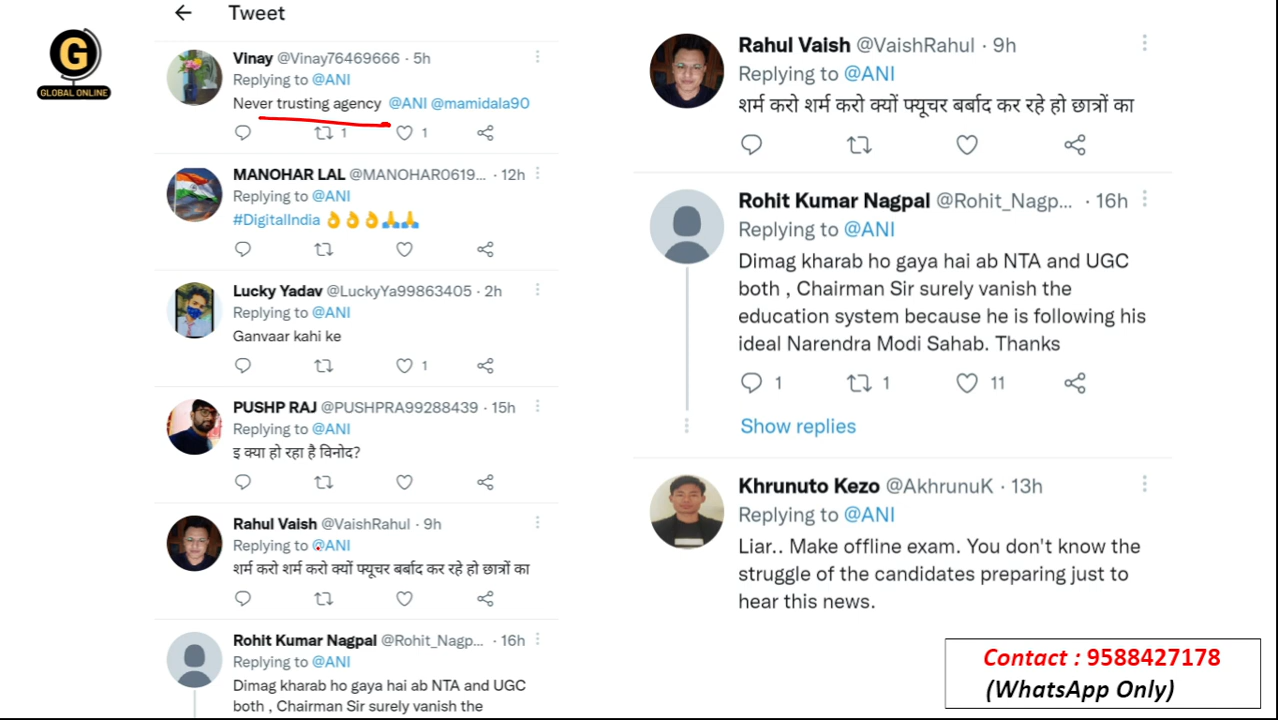 Tweet
G
GLOBAL ONLINE
Vinay @Vinay76469666 · 5h
Replying to @ANI
Never trusting agency @ANI @mamidala90
1 1
MANOHAR LAL @MANOHAR0619... · 12h
Replying to @ANI
#DigitalIndia 👌👌👌🙏🙏
Lucky Yadav @LuckyYa99863405 · 2h
Replying to @ANI
Ganvaar kahi ke
1
PUSHP RAJ @PUSHPRA99288439 · 15h
Replying to @ANI
इ क्या हो रहा है विनोद?
Rahul Vaish @VaishRahul · 9h
Replying to @ANI
शर्म करो शर्म करो क्यों फ्यूचर बर्बाद कर रहे हो छात्रों का
Rohit Kumar Nagpal @Rohit_Nagp... · 16h
Replying to @ANI
Dimag kharab ho gaya hai ab NTA and UGC
both , Chairman Sir surely vanish the
Rahul Vaish @VaishRahul · 9h
Replying to @ANI
शर्म करो शर्म करो क्यों फ्यूचर बर्बाद कर रहे हो छात्रों का
Rohit Kumar Nagpal @Rohit_Nagp... · 16h
Replying to @ANI
Dimag kharab ho gaya hai ab NTA and UGC
both , Chairman Sir surely vanish the
education system because he is following his
ideal Narendra Modi Sahab. Thanks
1 1 11
Show replies
Khrunuto Kezo @AkhrunuK · 13h
Replying to @ANI
Liar.. Make offline exam. You don't know the
struggle of the candidates preparing just to
hear this news.
Contact : 9588427178
(WhatsApp Only)